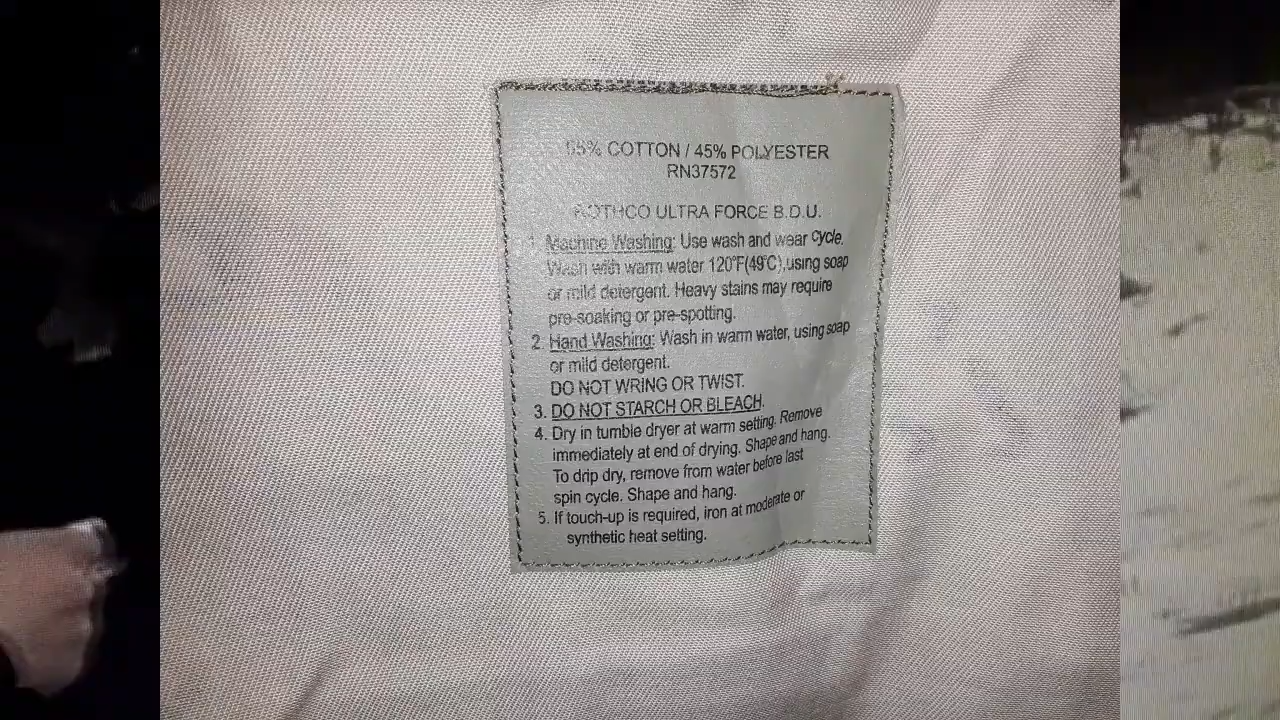 55% COTTON / 45% POLYESTER
RN37572
ROTHCO ULTRA FORCE B.D.U.
1. Machine Washing: Use wash and wear cycle.
Wash with warm water 120°F(49°C),using soap
or mild detergent. Heavy stains may require
pre-soaking or pre-spotting.
2. Hand Washing: Wash in warm water, using soap
or mild detergent.
DO NOT WRING OR TWIST.
3. DO NOT STARCH OR BLEACH.
4. Dry in tumble dryer at warm setting. Remove
immediately at end of drying. Shape and hang.
To drip dry, remove from water before last
spin cycle. Shape and hang.
5. If touch-up is required, iron at moderate or
synthetic heat setting.